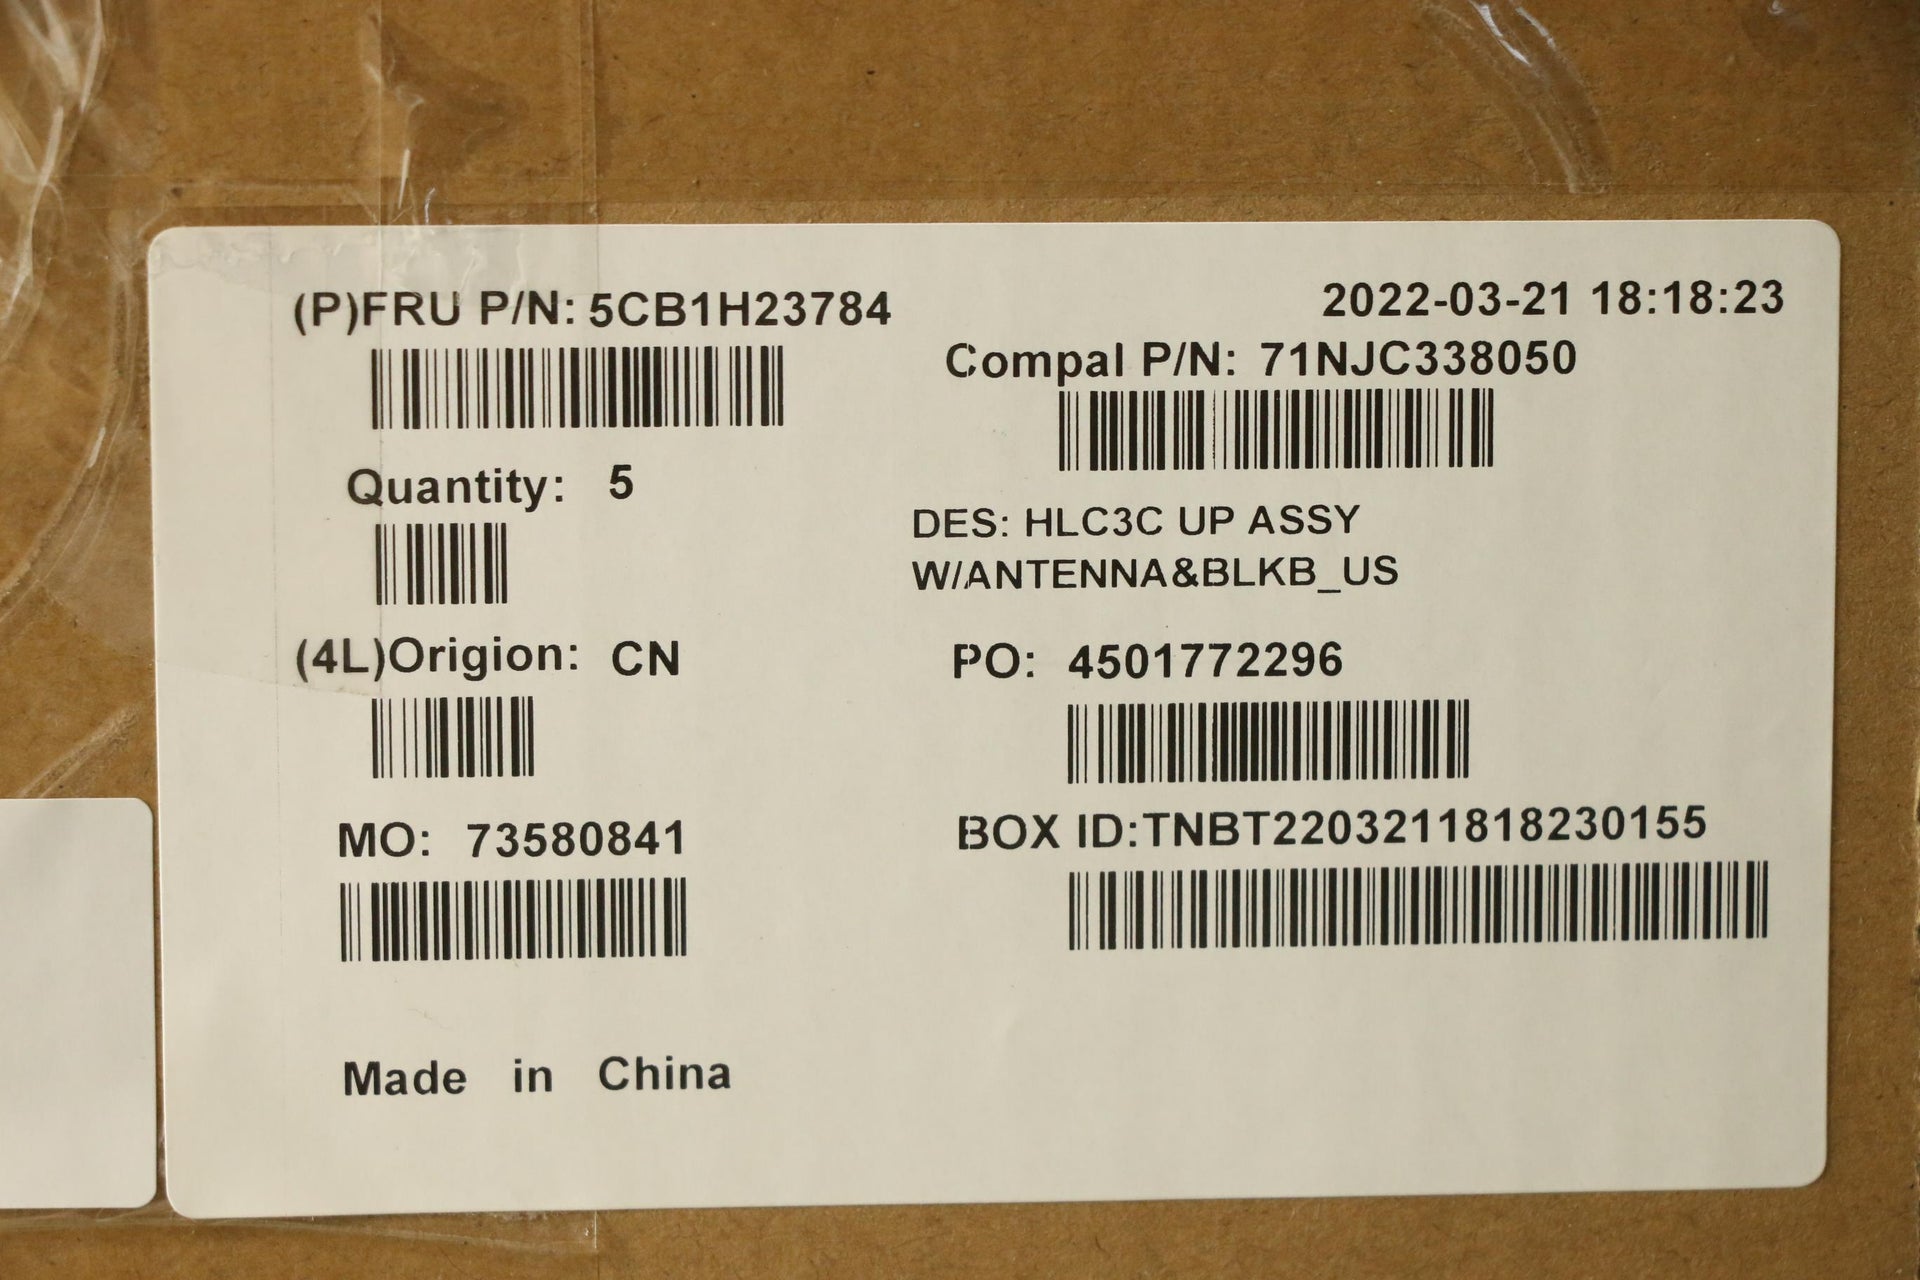 (P)FRU P/N: 5CB1H23784
2022-03-21 18:18:23
Compal P/N: 71NJC338050
Quantity: 5
DES: HLC3C UP ASSY
W/ANTENNA&BLKB_US
(4L)Origion: CN
PO: 4501772296
MO: 73580841
BOX ID:TNBT2203211818230155
Made in China